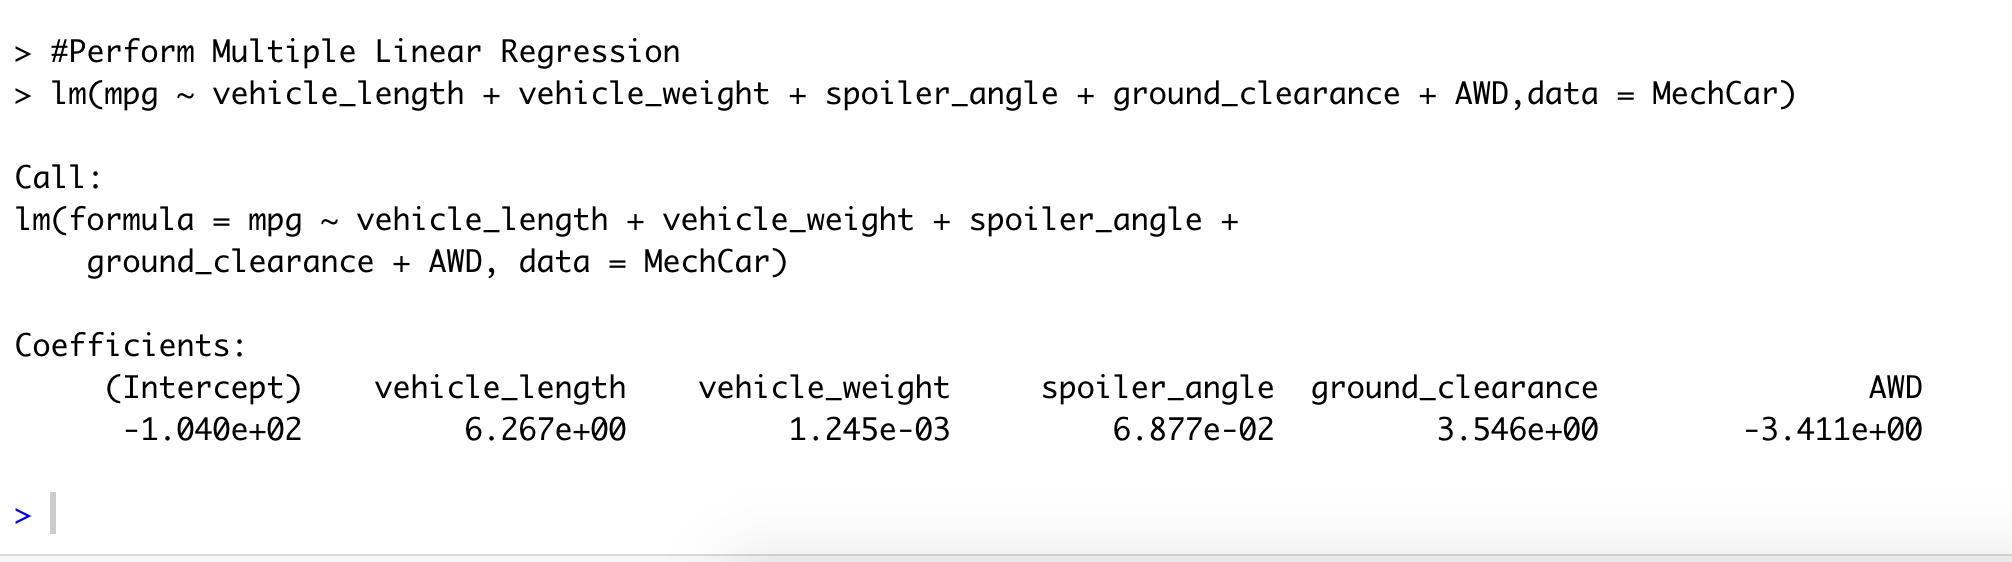 > #Perform Multiple Linear Regression
> lm(mpg ~ vehicle_length + vehicle_weight + spoiler_angle + ground_clearance + AWD,data = MechCar)
Call:
lm(formula = mpg ~ vehicle_length + vehicle_weight + spoiler_angle +
    ground_clearance + AWD, data = MechCar)
Coefficients:
     (Intercept)    vehicle_length    vehicle_weight     spoiler_angle  ground_clearance               AWD
      -1.040e+02         6.267e+00         1.245e-03         6.877e-02         3.546e+00        -3.411e+00
>